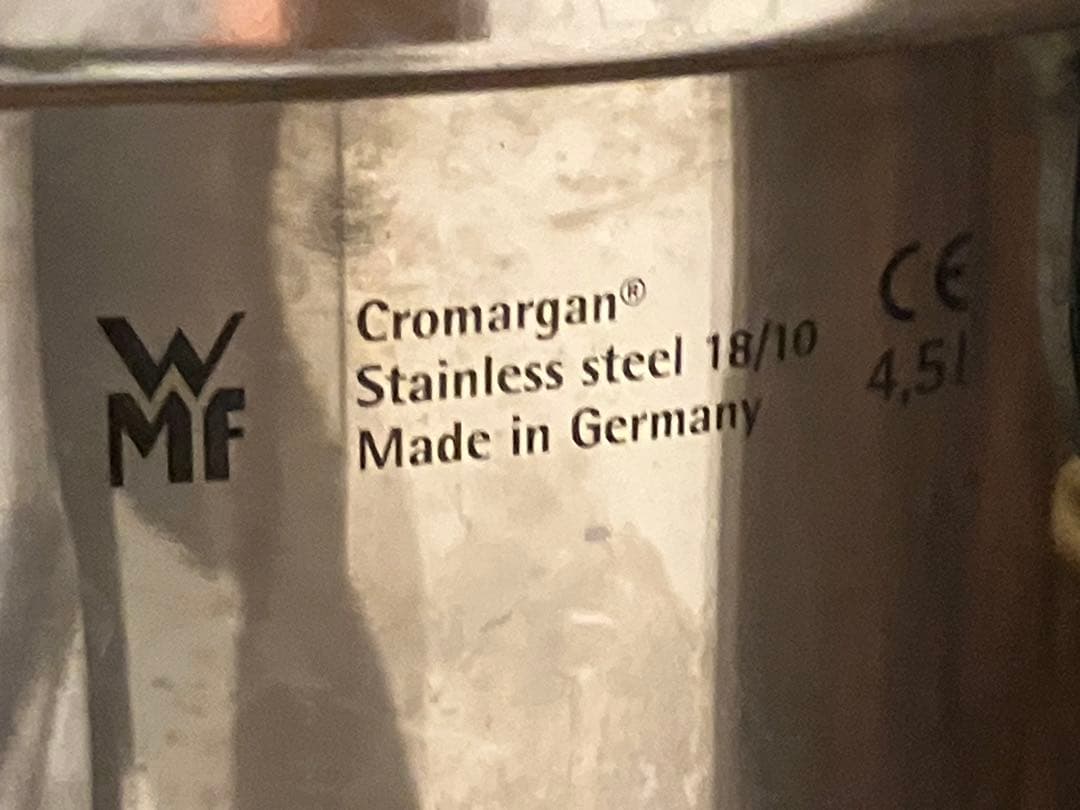 WMF
Cromargan®
Stainless steel 18/10
Made in Germany
CE
4,5l